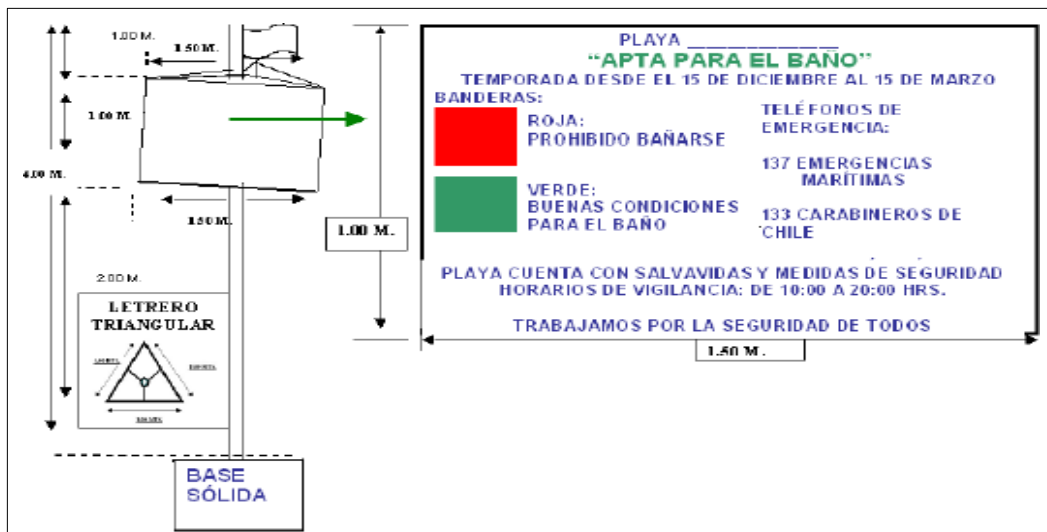 1.00 M.
1.50 M.
1.00 M.
4.00 M.
1.50 M.
2.00 M.
LETRERO
TRIANGULAR
BASE
SÓLIDA
1.00 M.
PLAYA _______________
“APTA PARA EL BAÑO”
TEMPORADA DESDE EL 15 DE DICIEMBRE AL 15 DE MARZO
BANDERAS:
ROJA:
PROHIBIDO BAÑARSE
VERDE:
BUENAS CONDICIONES
PARA EL BAÑO
TELÉFONOS DE
EMERGENCIA:
137 EMERGENCIAS
MARÍTIMAS
133 CARABINEROS DE
CHILE
PLAYA CUENTA CON SALVAVIDAS Y MEDIDAS DE SEGURIDAD
HORARIOS DE VIGILANCIA: DE 10:00 A 20:00 HRS.
TRABAJAMOS POR LA SEGURIDAD DE TODOS
1.50 M.